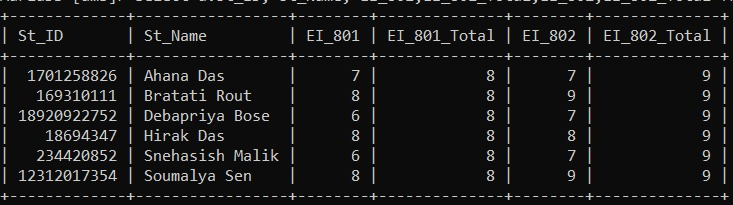 | St_ID | St_Name | EI_801 | EI_801_Total | EI_802 | EI_802_Total |
| 1701258826 | Ahana Das | 7 | 8 | 7 | 9 |
| 169310111 | Bratati Rout | 8 | 8 | 9 | 9 |
| 18920922752 | Debapriya Bose | 6 | 8 | 7 | 9 |
| 18694347 | Hirak Das | 8 | 8 | 8 | 9 |
| 234420852 | Snehasish Malik | 6 | 8 | 7 | 9 |
| 12312017354 | Soumalya Sen | 8 | 8 | 9 | 9 |